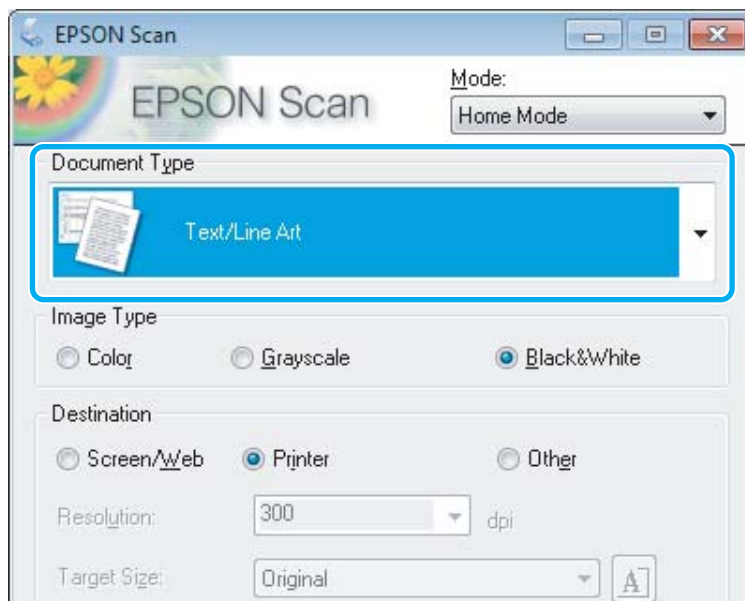 EPSON Scan
EPSON Scan
Mode:
Home Mode
Document Type
Text/Line Art
Image Type
Color Grayscale Black&White
Destination
Screen/Web Printer Other
Resolution: 300 dpi
Target Size: Original A